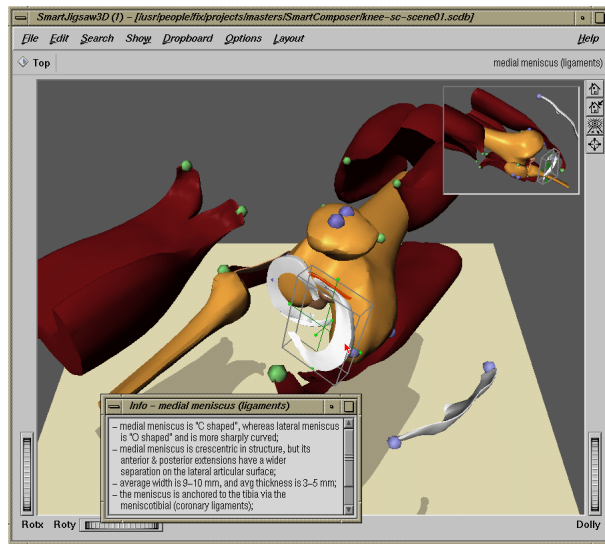 SmartJigsaw3D (1) – [/usr/people/fix/projects/masters/SmartComposer/knee-sc-scene01.scdb]
File Edit Search Show Dropboard Options Layout Help
Top medial meniscus (ligaments)
Info – medial meniscus (ligaments)
– medial meniscus is "C shaped", whereas lateral meniscus
is "O shaped" and is more sharply curved;
– medial meniscus is crescentric in structure, but its
anterior & posterior extensions have a wider
separation on the lateral articular surface;
– average width is 9–10 mm, and avg thickness is 3–5 mm;
– the meniscus is anchored to the tibia via the
meniscotibial (coronary ligaments);
Rotx Roty Dolly